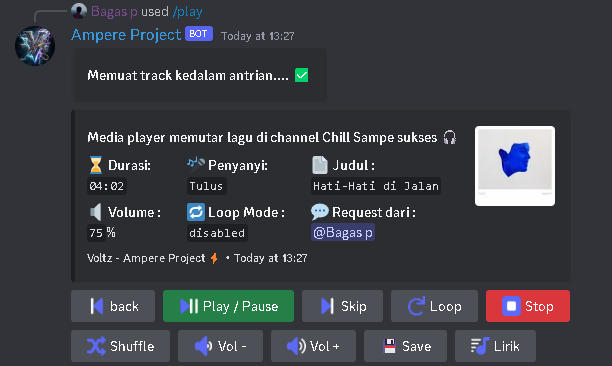 Bagas p used /play
Ampere Project BOT Today at 13:27
Memuat track kedalam antrian....
Media player memutar lagu di channel Chill Sampe sukses
Durasi: Penyanyi: Judul :
04:02 Tulus Hati-Hati di Jalan
Volume : Loop Mode : Request dari :
75 % disabled @Bagas p
Voltz - Ampere Project • Today at 13:27
back Play / Pause Skip Loop Stop
Shuffle Vol - Vol + Save Lirik